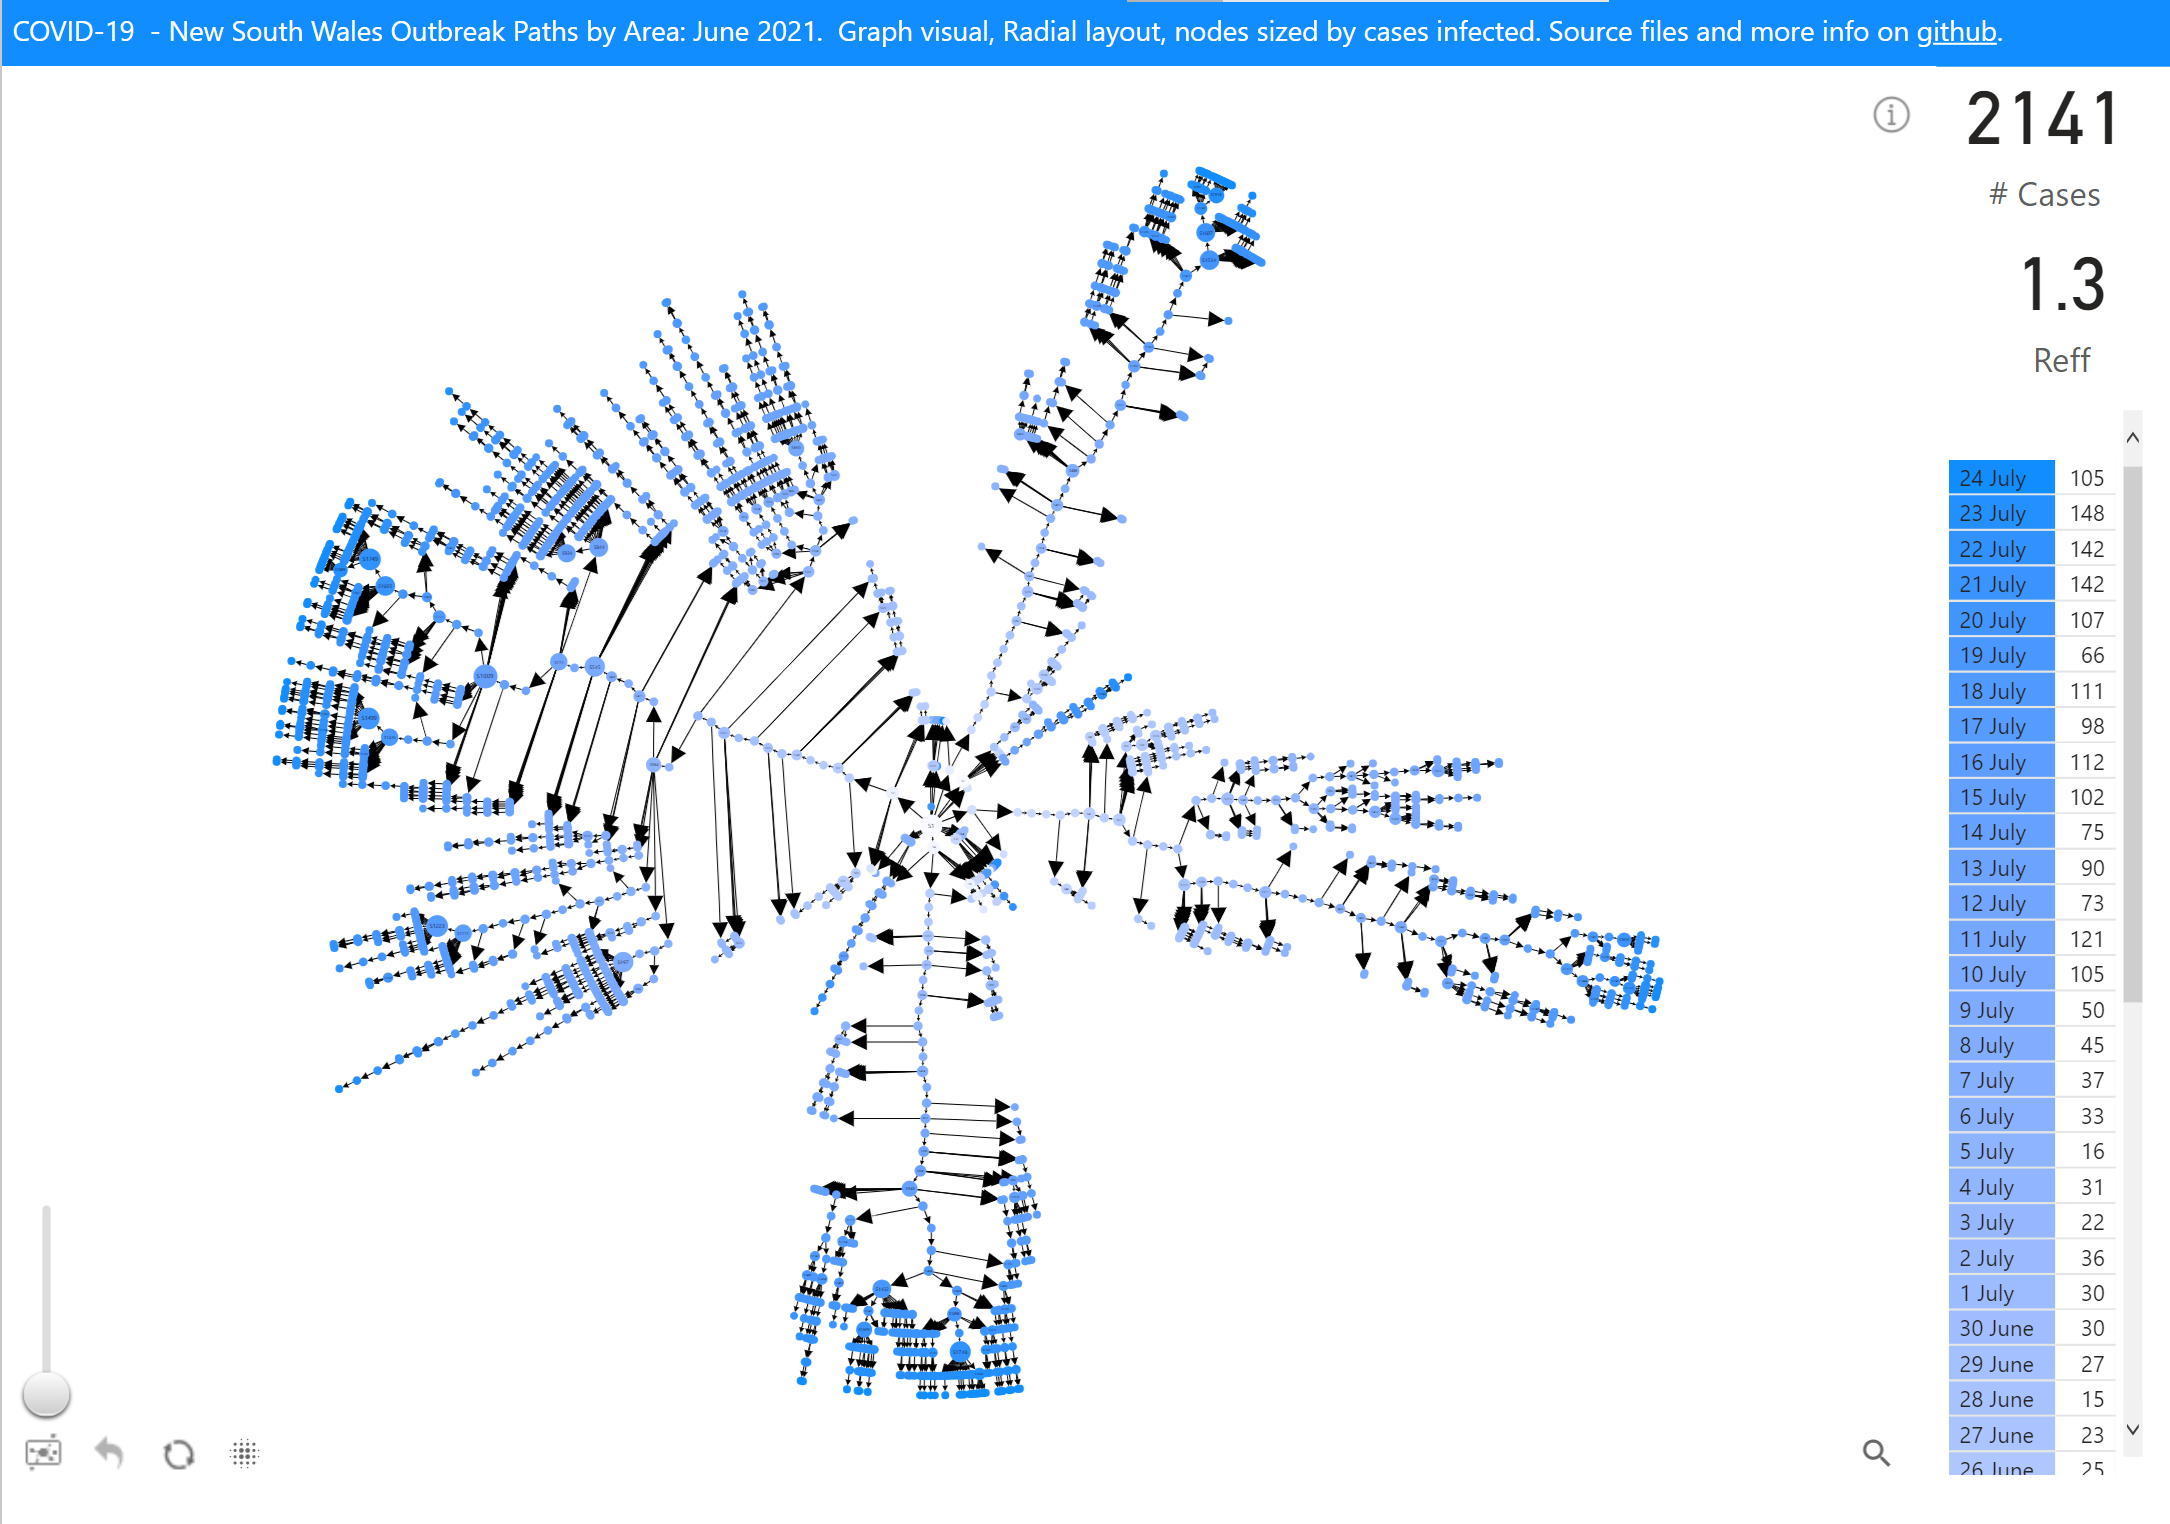 COVID-19 - New South Wales Outbreak Paths by Area: June 2021. Graph visual, Radial layout, nodes sized by cases infected. Source files and more info on github.
2141
# Cases
1.3
Reff
24 July 105
23 July 148
22 July 142
21 July 142
20 July 107
19 July 66
18 July 111
17 July 98
16 July 112
15 July 102
14 July 75
13 July 90
12 July 73
11 July 121
10 July 105
9 July 50
8 July 45
7 July 37
6 July 33
5 July 16
4 July 31
3 July 22
2 July 36
1 July 30
30 June 30
29 June 27
28 June 15
27 June 23
26 June 25